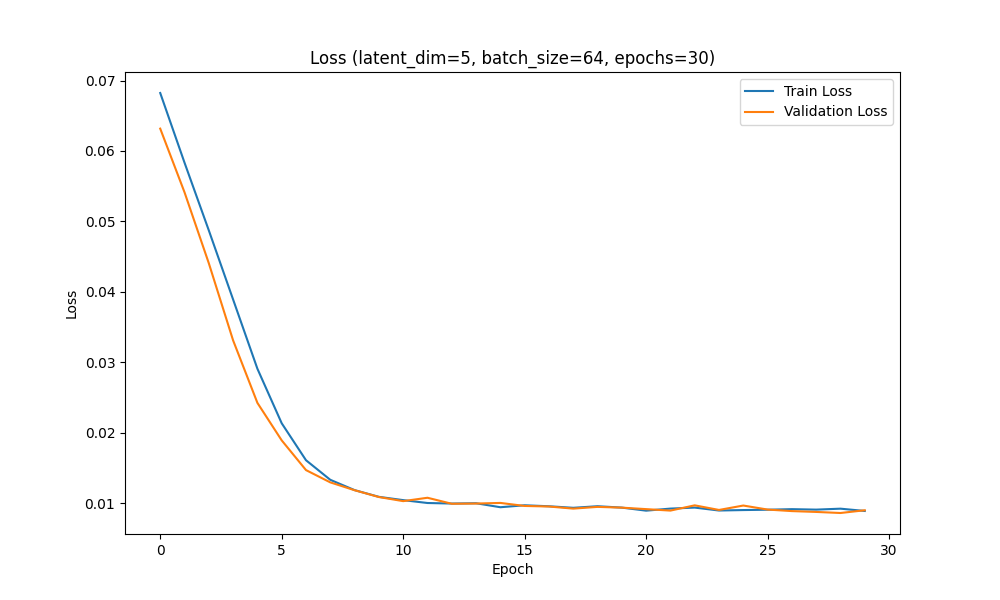 Loss (latent_dim=5, batch_size=64, epochs=30)
Train Loss
Validation Loss
Loss
0.07
0.06
0.05
0.04
0.03
0.02
0.01
0
5
10
15
20
25
30
Epoch